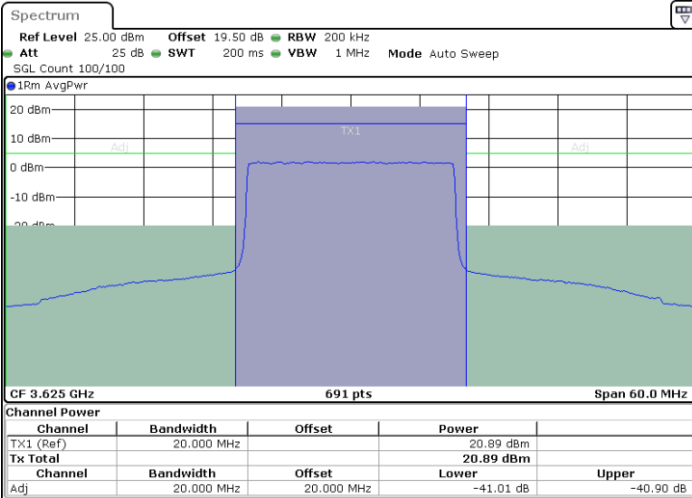 Spectrum
Ref Level 25.00 dBm Offset 19.50 dB RBW 200 kHz
Att 25 dB SWT 200 ms VBW 1 MHz Mode Auto Sweep
SGL Count 100/100
1Rm AvgPwr
20 dBm
TX1
10 dBm
Adj Adj
0 dBm
-10 dBm
-20 dBm
CF 3.625 GHz 691 pts Span 60.0 MHz
Channel Power
Channel Bandwidth Offset Power
TX1 (Ref) 20.000 MHz 20.89 dBm
Tx Total 20.89 dBm
Channel Bandwidth Offset Lower Upper
Adj 20.000 MHz 20.000 MHz -41.01 dB -40.90 dB